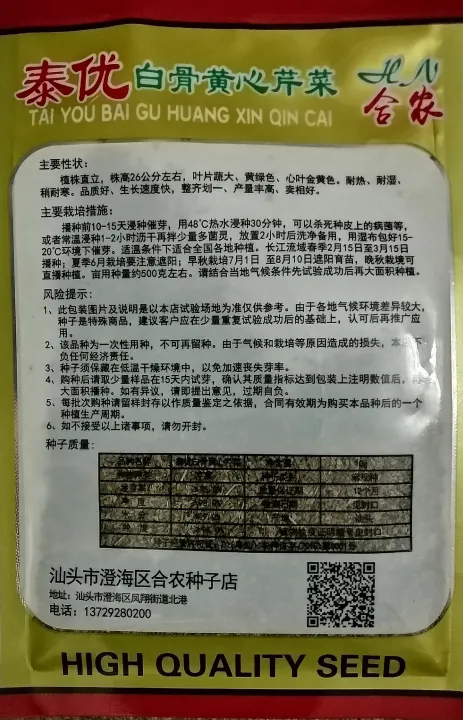 泰优白骨黄心芹菜
HN
合农
TAI YOU BAI GU HUANG XIN QIN CAI
主要性状：
植株直立，株高26公分左右，叶片蔬大、黄绿色、心叶金黄色。耐热、耐湿、
稍耐寒。品质好、生长速度快，整齐划一、产量丰高、卖相好。
主要栽培措施：
播种前10-15天浸种催芽，用48℃热水浸种30分钟，可以杀死种皮上的病菌等，
或者常温浸种1-2小时沥干再拌少量多菌灵，放置2小时后洗净备用，用湿布包好15-
20℃环境下催芽。适温条件下适合全国各地种植。长江流域春季2月15日至3月15日
播种；夏季6月栽培要注意遮阳；早秋栽培7月1日 至8月10日遮阳育苗，晚秋栽培可
直播种植。亩用种量约500克左右。请结合当地气候条件先试验成功后再大面积种植。
风险提示：
1、此包装图片及说明是以本店试验场地为准仅供参考。由于各地气候环境差异较大，
种子是特殊商品，建议客户应在少量重复试验成功后的基础上，认可后再推广应
用。
2、该品种为一次性用种，不可再留种。由于气候和栽培等原因造成的损失，本店不
负任何经济责任。
3、种子须保藏在低温干燥环境中，以免加速丧失芽率。
4、购种后请取少量样品在15天内试芽，确认其质量指标达到包装上注明数值后，再
大面积播种。如有异议，请即提出意见，过期自负。
5、每批次购种请留样封存以作质量鉴定之依据，合同有效期为购买本品种后的一个
种植生产周期。
6、如不接受以上诸事项，请勿开封。
种子质量：
12个月
汕头
汕头市澄海区合农种子店
地址：汕头市澄海区凤翔街道北港
电话：13729280200
HIGH QUALITY SEED